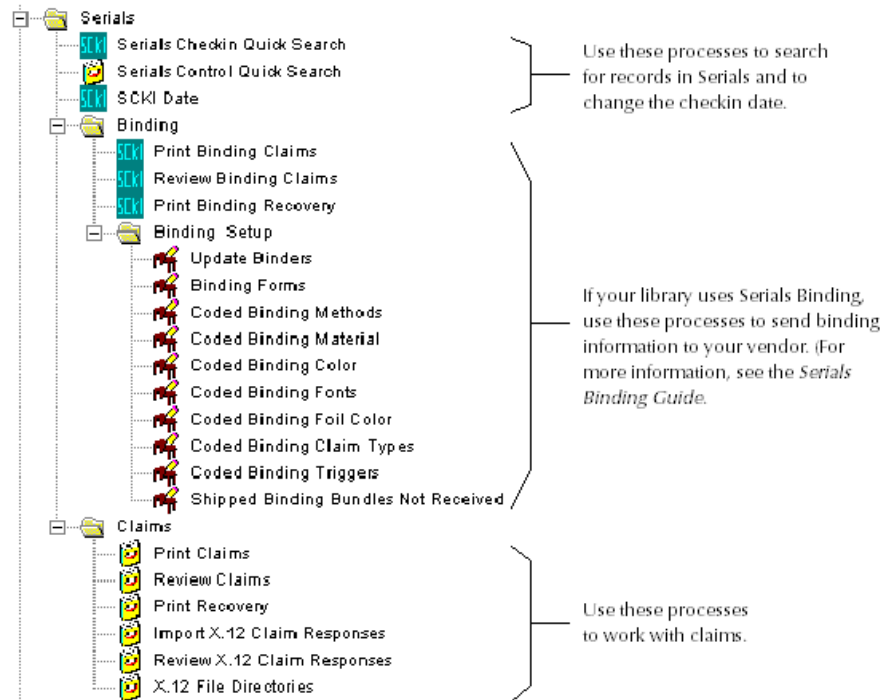 Serials
SCKI Serials Checkin Quick Search
Serials Control Quick Search
SCKI SCKI Date
Use these processes to search
for records in Serials and to
change the checkin date.
Binding
SCKI Print Binding Claims
SCKI Review Binding Claims
SCKI Print Binding Recovery
Binding Setup
Update Binders
Binding Forms
Coded Binding Methods
Coded Binding Material
Coded Binding Color
Coded Binding Fonts
Coded Binding Foil Color
Coded Binding Claim Types
Coded Binding Triggers
Shipped Binding Bundles Not Received
If your library uses Serials Binding,
use these processes to send binding
information to your vendor. (For
more information, see the Serials
Binding Guide.
Claims
Print Claims
Review Claims
Print Recovery
Import X.12 Claim Responses
Review X.12 Claim Responses
X.12 File Directories
Use these processes
to work with claims.